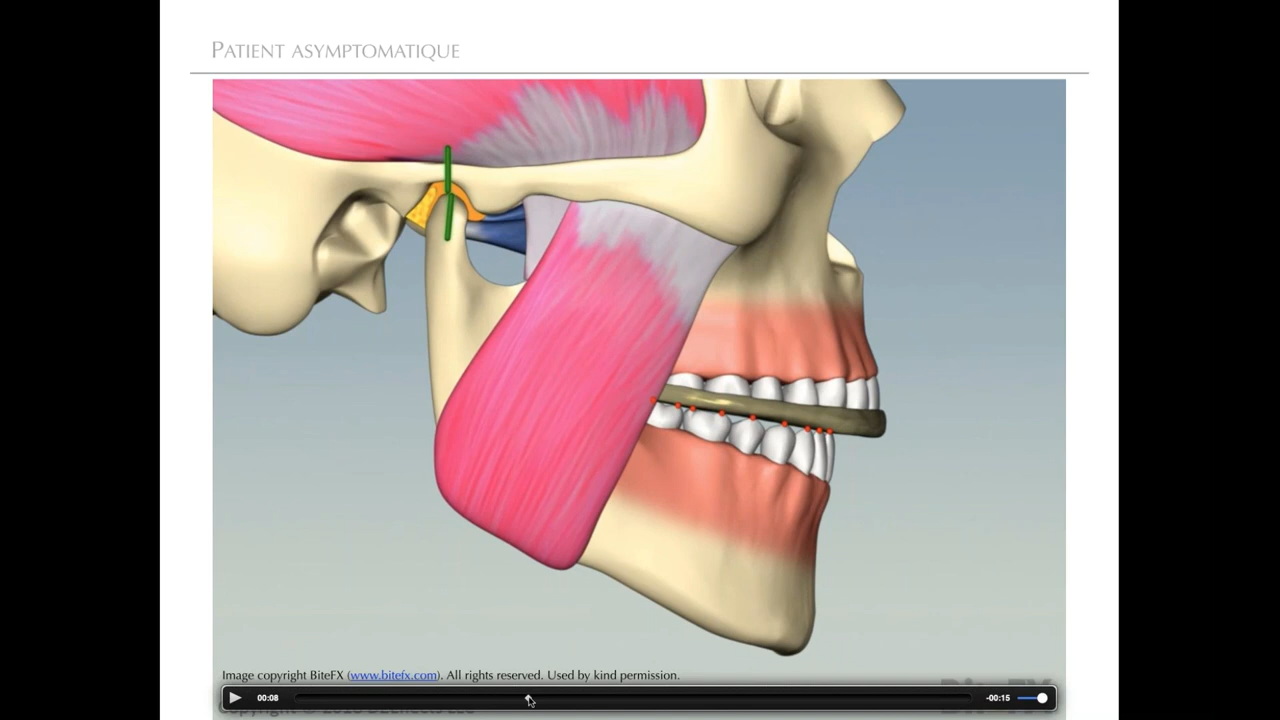 PATIENT ASYMPTOMATIQUE
Image copyright BiteFX (www.bitefx.com). All rights reserved. Used by kind permission.
00:08
-00:15